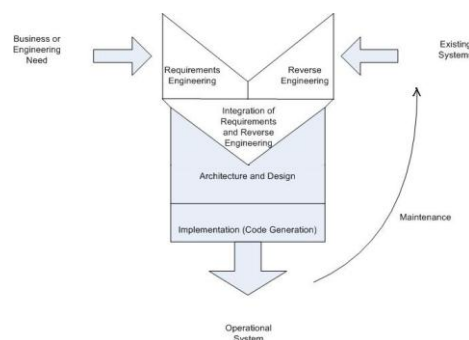 Business or
Engineering
Need
Requirements
Engineering
Reverse
Engineering
Existing
Systems
Integration of
Requirements
and Reverse
Engineering
Architecture and Design
Implementation (Code Generation)
Maintenance
Operational
System